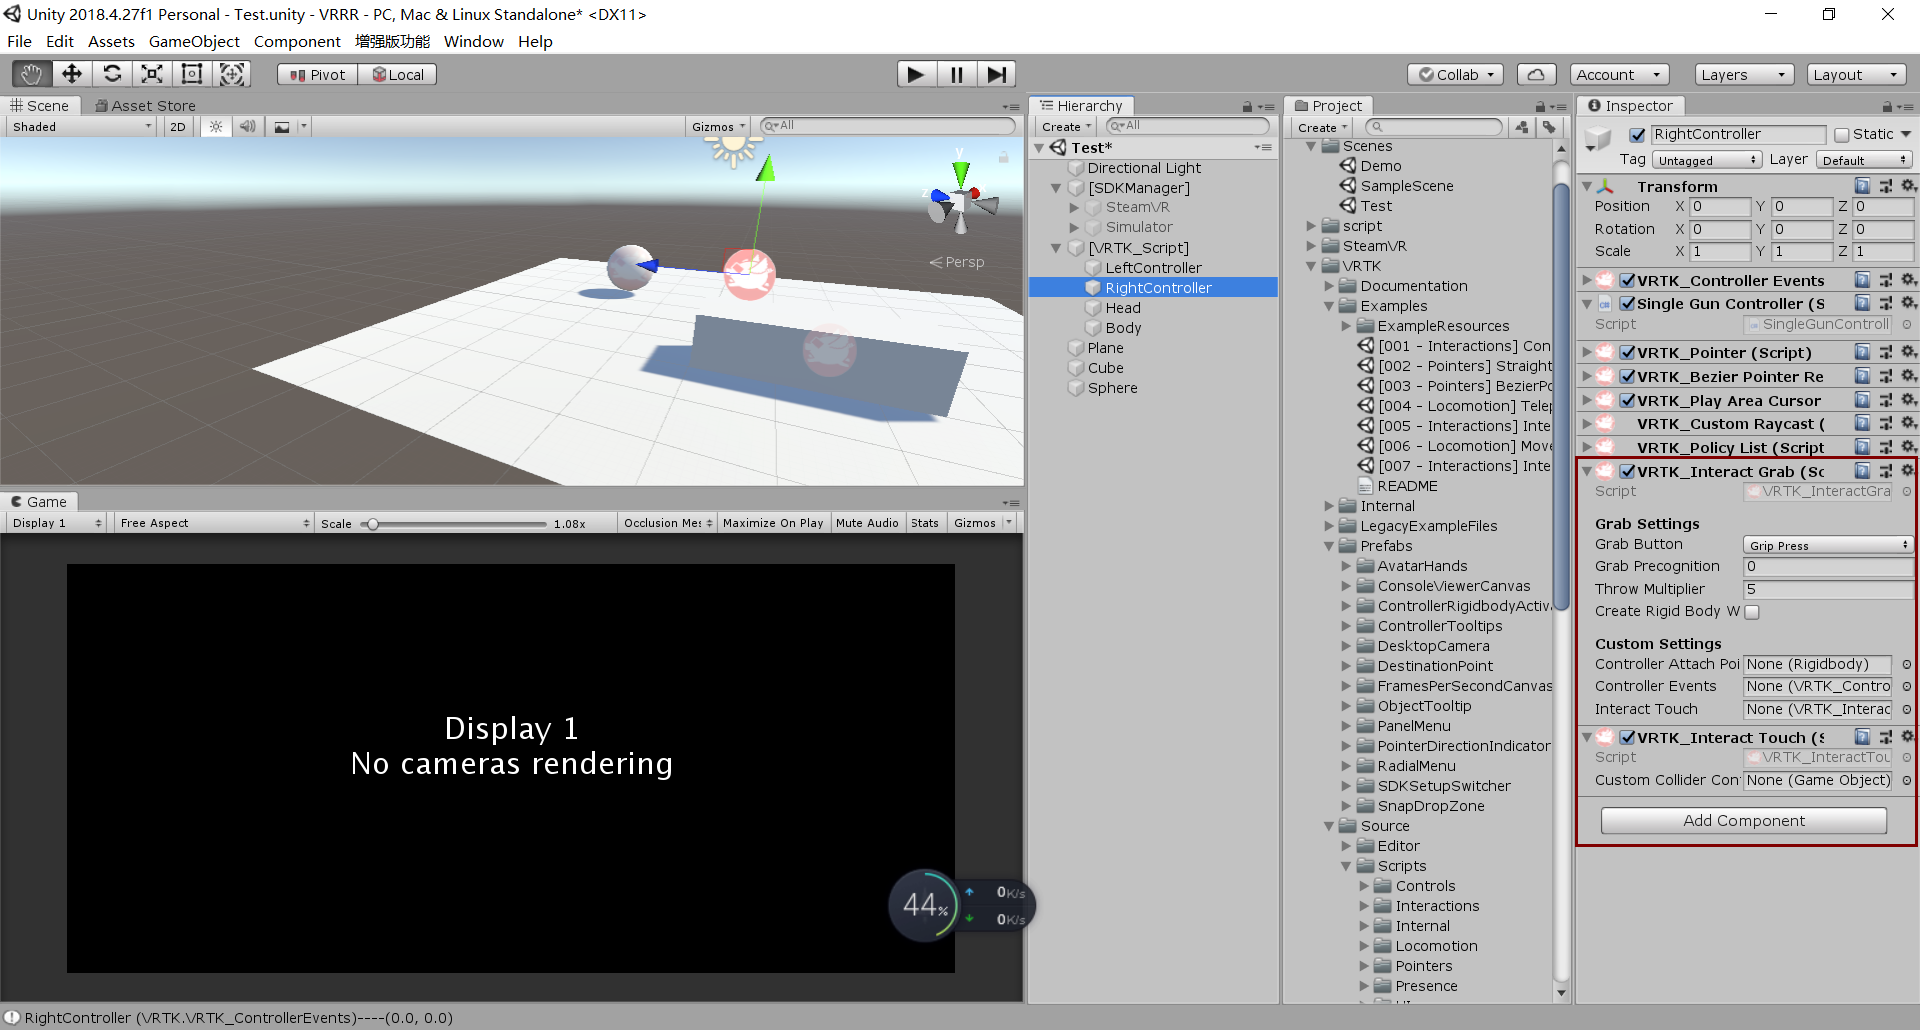 Unity 2018.4.27f1 Personal - Test.unity - VRRR - PC, Mac & Linux Standalone* <DX11>
File Edit Assets GameObject Component 增强版功能 Window Help
Pivot Local Collab Account Layers Layout
Scene Asset Store
Shaded 2D Gizmos All
y
z
x
Persp
Game
Display 1 Free Aspect Scale 1.08x Occlusion Mes Maximize On Play Mute Audio Stats Gizmos
Display 1
No cameras rendering
44%
0K/s
0K/s
Hierarchy
Create All
Test*
Directional Light
[SDKManager]
SteamVR
Simulator
[VRTK_Script]
LeftController
RightController
Head
Body
Plane
Cube
Sphere
Project
Create
Scenes
Demo
SampleScene
Test
script
SteamVR
VRTK
Documentation
Examples
ExampleResources
[001 - Interactions] Con
[002 - Pointers] Straight
[003 - Pointers] BezierPo
[004 - Locomotion] Telep
[005 - Interactions] Inte
[006 - Locomotion] Move
[007 - Interactions] Inte
README
Internal
LegacyExampleFiles
Prefabs
AvatarHands
ConsoleViewerCanvas
ControllerRigidbodyActiva
ControllerTooltips
DesktopCamera
DestinationPoint
FramesPerSecondCanvas
ObjectTooltip
PanelMenu
PointerDirectionIndicator
RadialMenu
SDKSetupSwitcher
SnapDropZone
Source
Editor
Scripts
Controls
Interactions
Internal
Locomotion
Pointers
Presence
Inspector
RightController Static
Tag Untagged Layer Default
Transform
Position X 0 Y 0 Z 0
Rotation X 0 Y 0 Z 0
Scale X 1 Y 1 Z 1
VRTK_Controller Events
Single Gun Controller (S
Script SingleGunControll
VRTK_Pointer (Script)
VRTK_Bezier Pointer Re
VRTK_Play Area Cursor
VRTK_Custom Raycast (
VRTK_Policy List (Script
VRTK_Interact Grab (Sc
Script VRTK_InteractGra
Grab Settings
Grab Button Grip Press
Grab Precognition 0
Throw Multiplier 5
Create Rigid Body W
Custom Settings
Controller Attach Poi None (Rigidbody)
Controller Events None (VRTK_Contro
Interact Touch None (VRTK_Interac
VRTK_Interact Touch (S
Script VRTK_InteractTou
Custom Collider Con None (Game Object)
Add Component
RightController (VRTK.VRTK_ControllerEvents)----(0.0, 0.0)